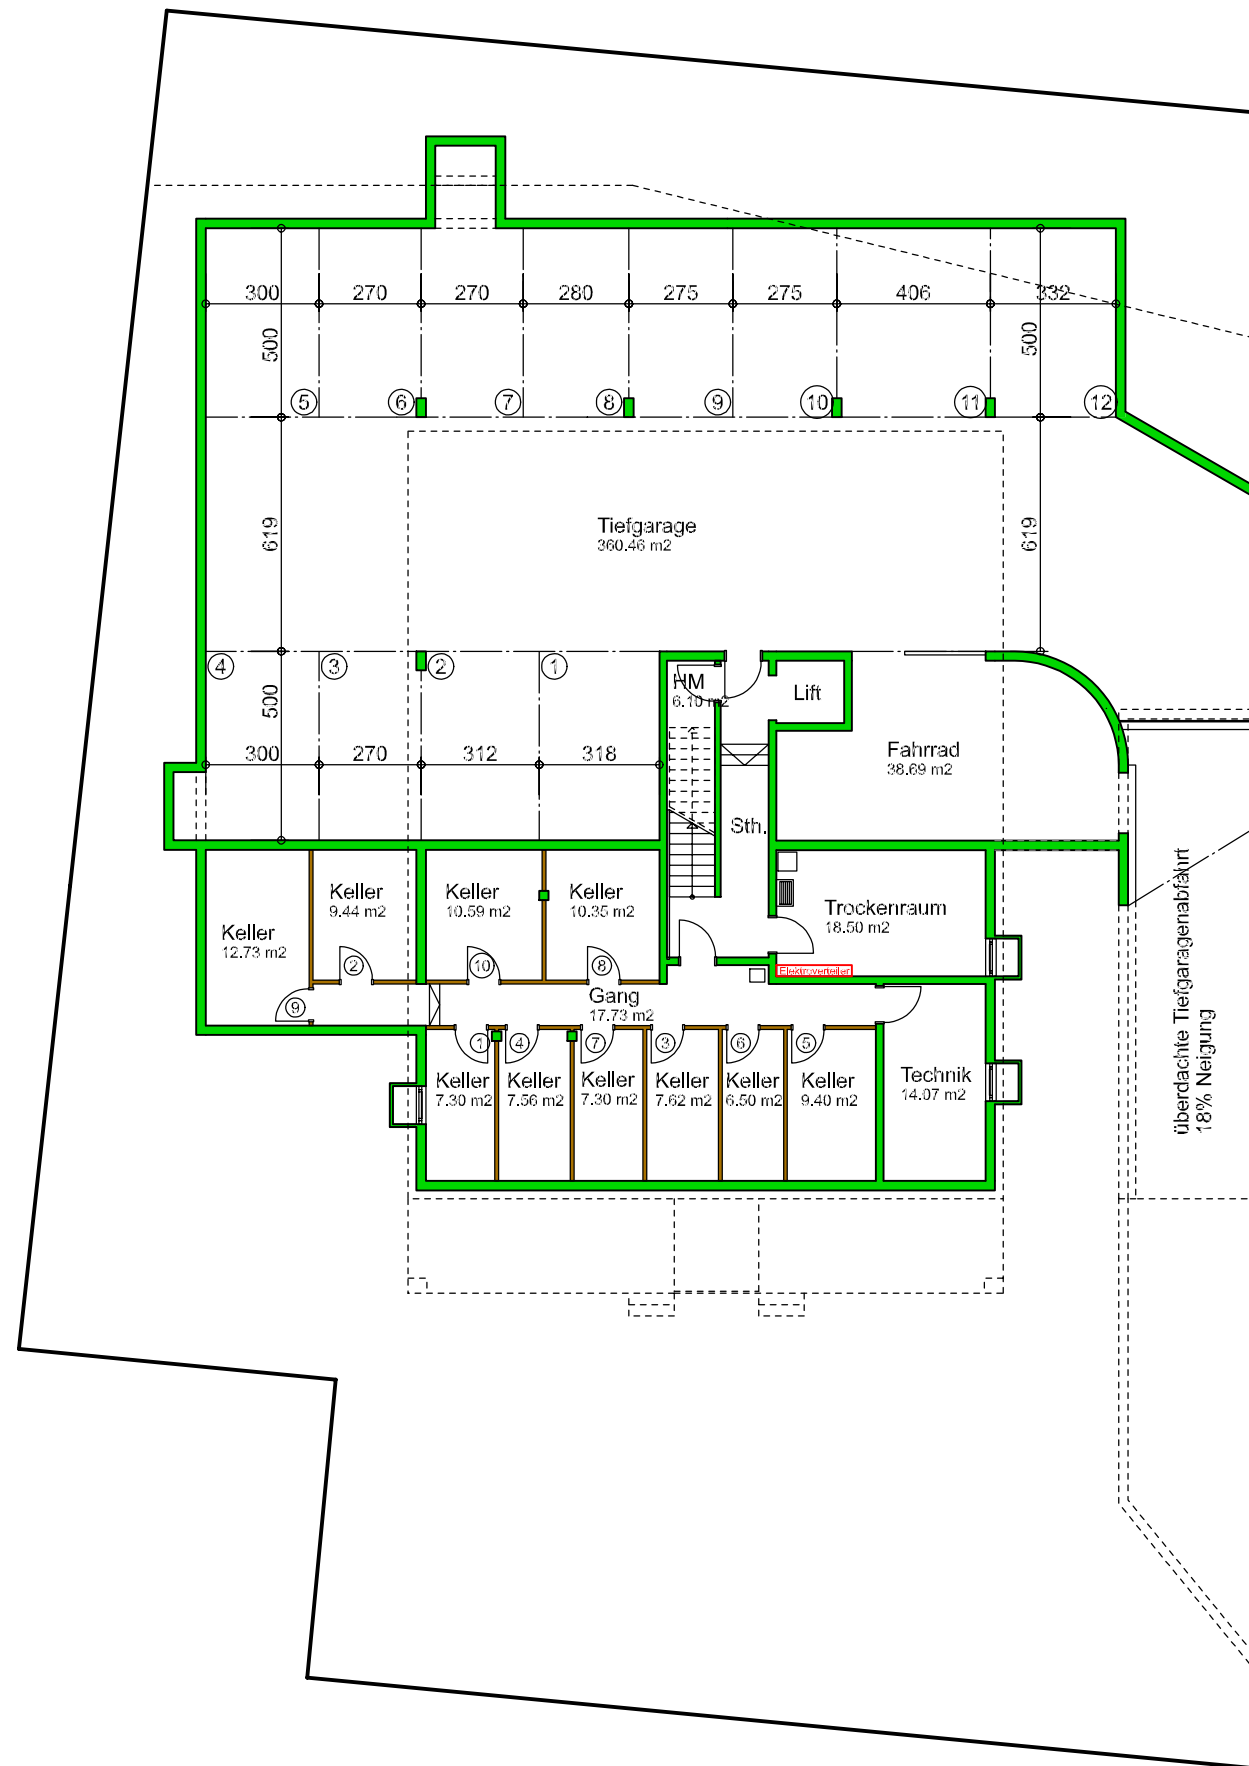 300 270 270 280 275 275 406 332
500 500
5 6 7 8 9 10 11 12
Tiefgarage
360.46 m2
619 619
4 3 2 1
500
300 270 312 318
HM
6.10 m2
Lift
Fahrrad
38.69 m2
Sth.
Keller
9.44 m2
Keller
10.59 m2
Keller
10.35 m2
Keller
12.73 m2
Trockenraum
18.50 m2
Elektroverteiler
2 10 8
9
Gang
17.73 m2
1 4 7 3 6 5
Keller
7.30 m2
Keller
7.56 m2
Keller
7.30 m2
Keller
7.62 m2
Keller
6.50 m2
Keller
9.40 m2
Technik
14.07 m2
überdachte Tiefgaragenabfahrt
18% Neigung